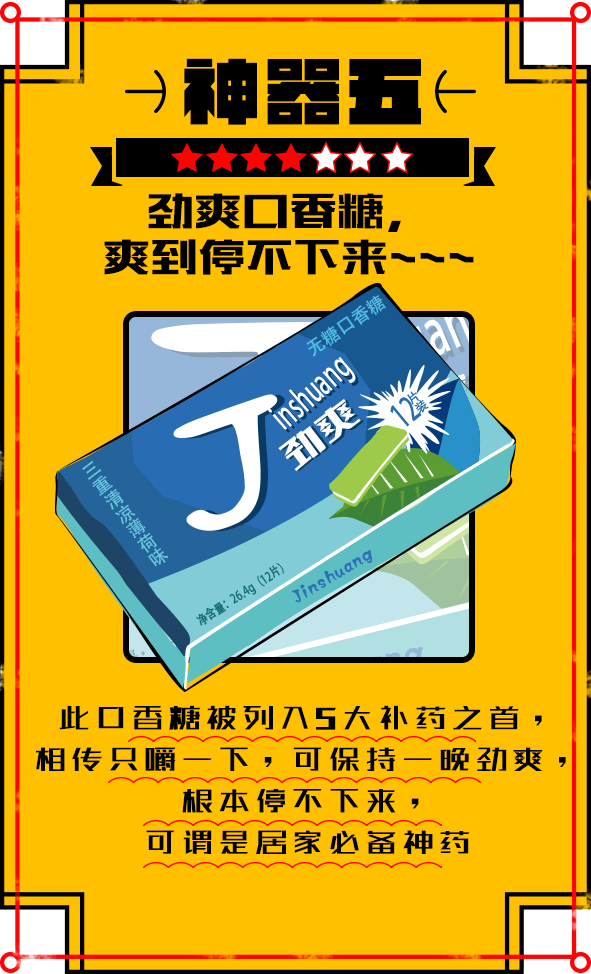 神器五
劲爽口香糖,
爽到停不下来~~~
无糖口香糖
Jinshuang
劲爽
12片装
三重清凉薄荷味
净含量：26.4g（12片）
Jinshuang
此口香糖被列入5大补药之首，
相传只嚼一下，可保持一晚劲爽，
根本停不下来，
可谓是居家必备神药